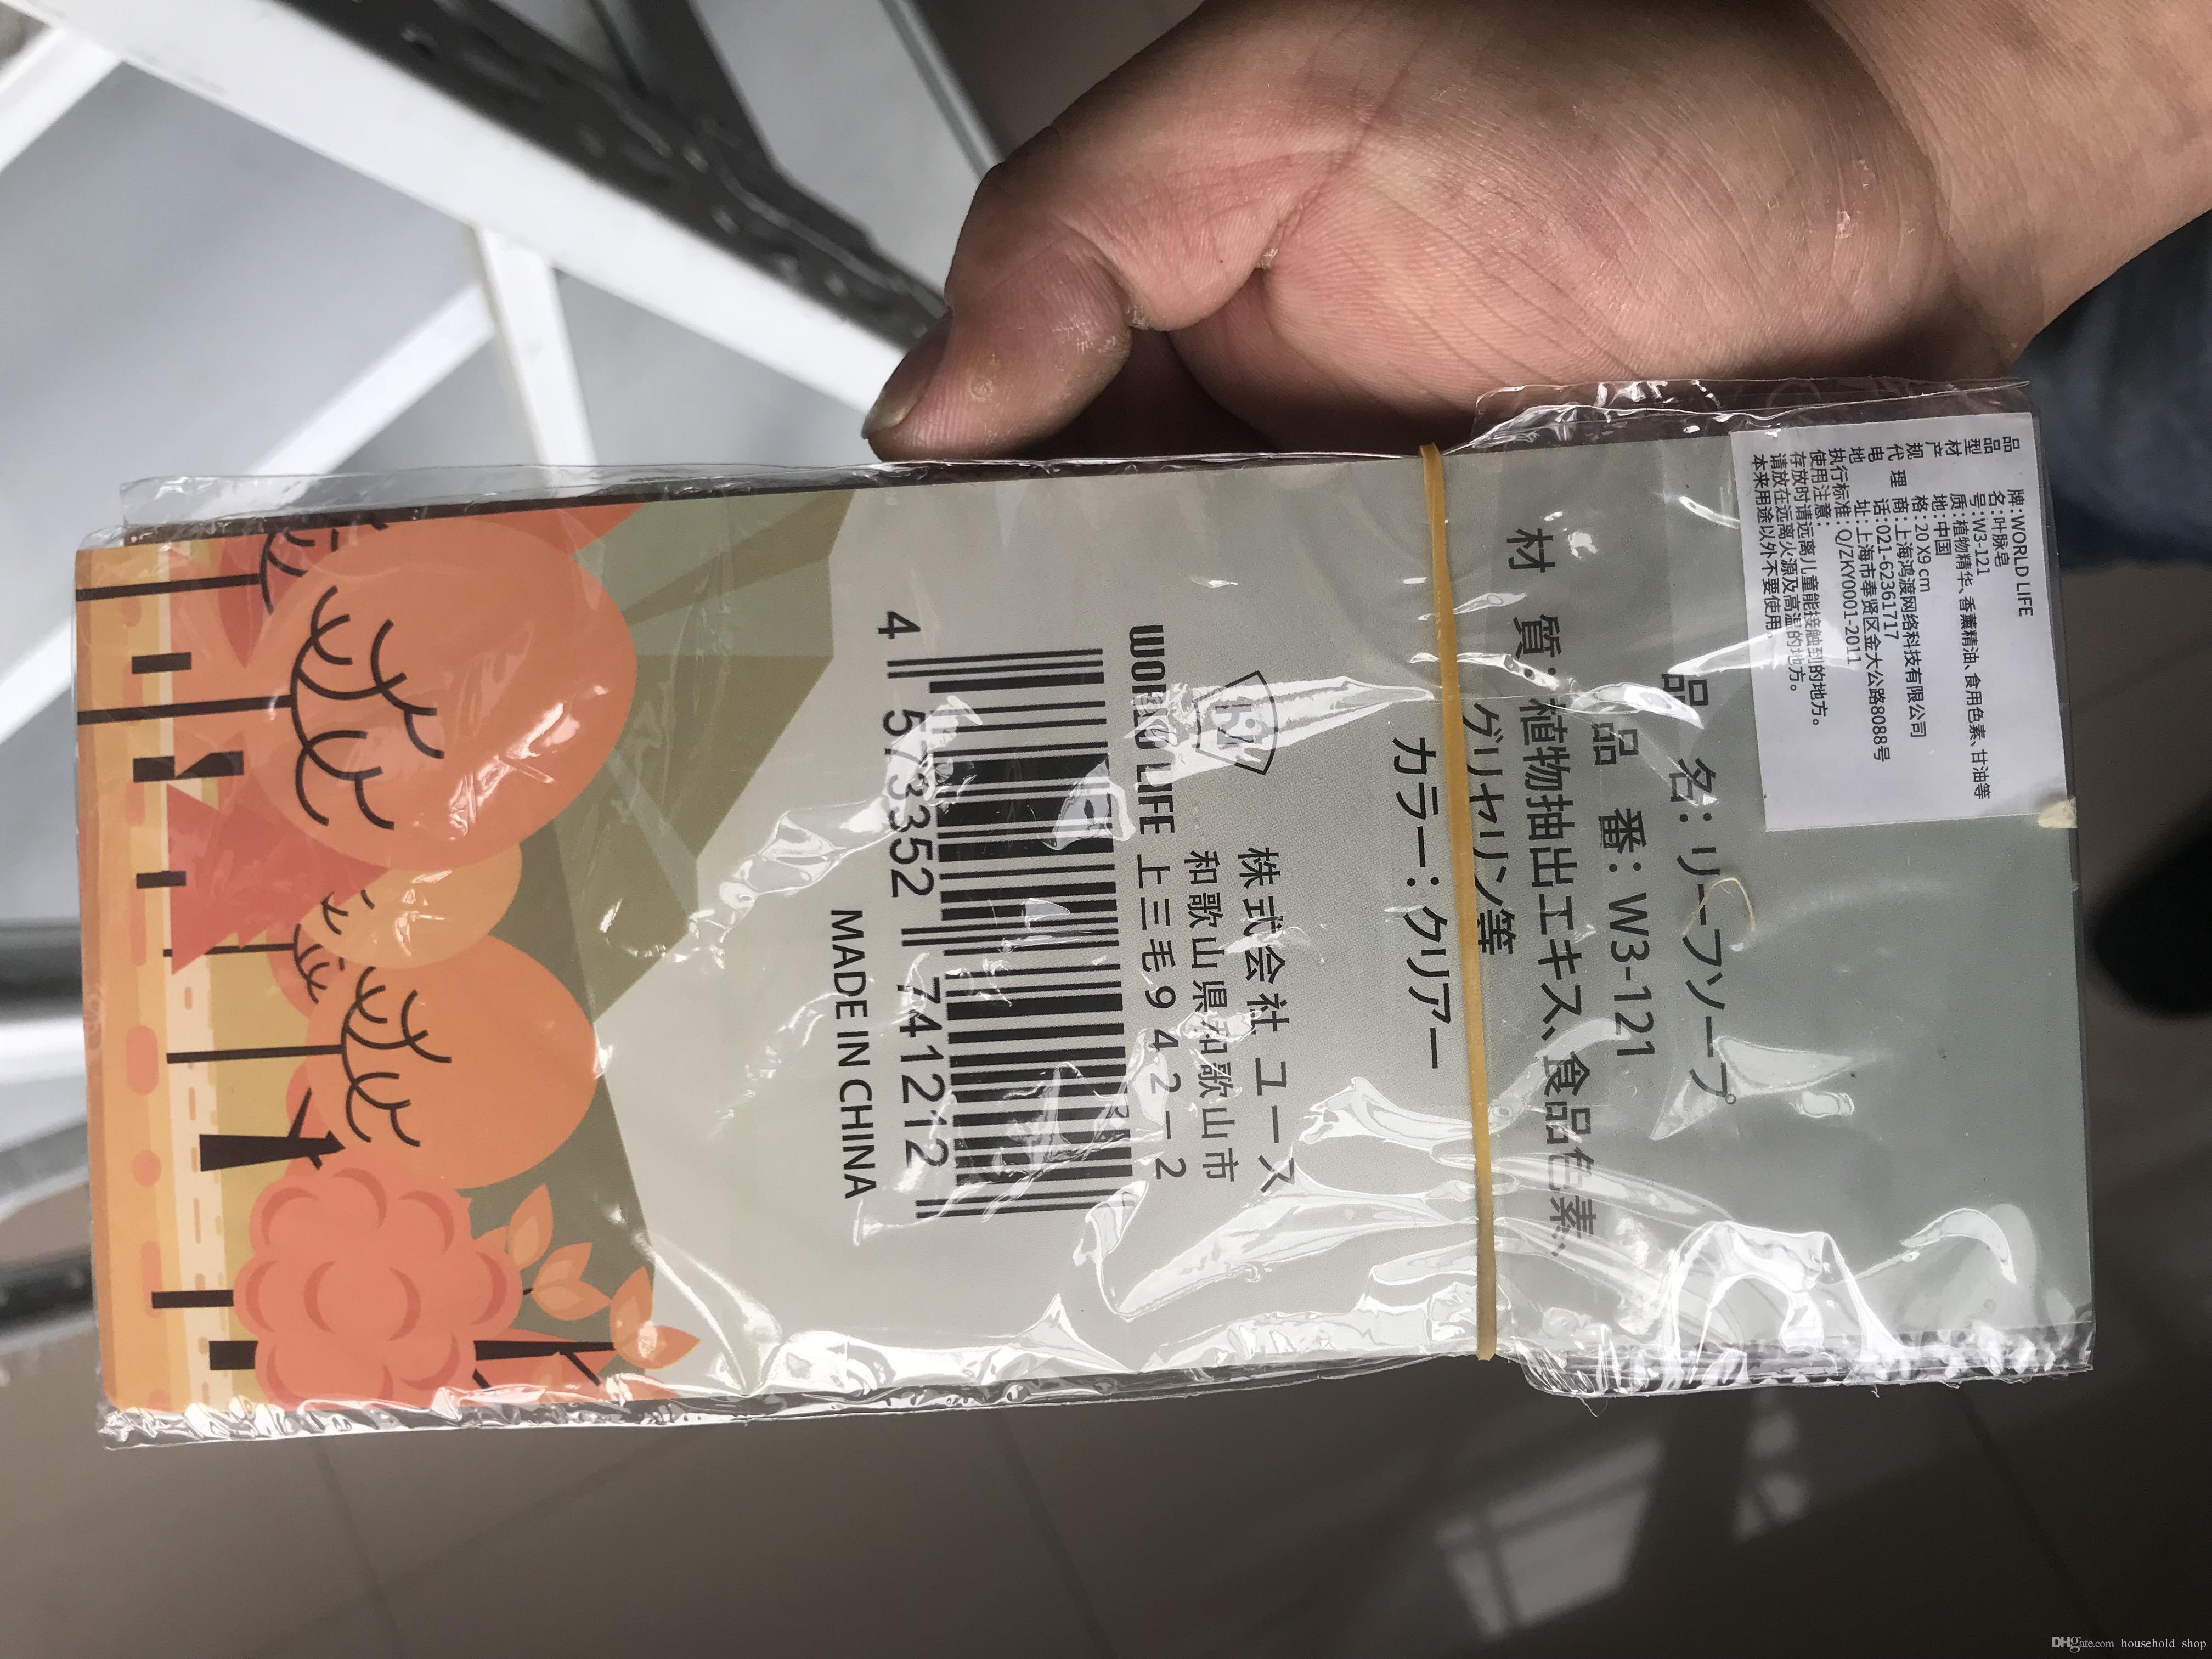 品 牌:WORLD LIFE
品 名:叶脉皂
型 号:W3-121
材 质:植物精华、香薰精油、食用色素、甘油等
产 地:中国
规 格:20 X9 cm
代 理 商:上海鸿渡网络科技有限公司
电 话:021-62361717
地 址:上海市奉贤区金大公路8088号
执行标准:Q/ZKY0001-2011
使用注意:
存放时请远离儿童能接触到的地方。
请放在远离火源及高温的地方。
本来用途以外不要使用。
品 名:リーフソープ
品 番:W3-121
材 質:植物抽出エキス、食品色素、
グリセリン等
カラー:クリアー
株式会社 ユース
和歌山県和歌山市
WORLD LIFE 上三毛942-2
4 573352 741212
MADE IN CHINA
DHgate.com household_shop